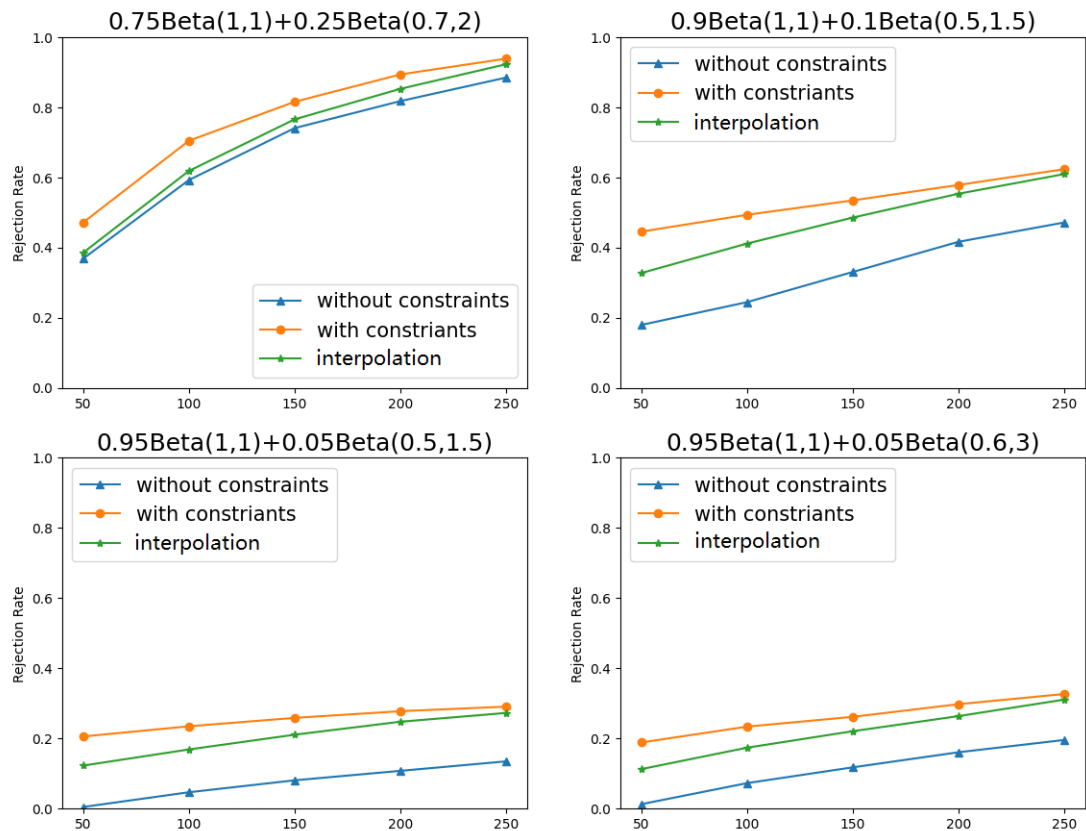 0.75Beta(1,1)+0.25Beta(0.7,2)
1.0
0.8
0.6
0.4
0.2
0.0
Rejection Rate
without constraints
with constriants
interpolation
50 100 150 200 250
0.9Beta(1,1)+0.1Beta(0.5,1.5)
1.0
0.8
0.6
0.4
0.2
0.0
Rejection Rate
without constraints
with constriants
interpolation
50 100 150 200 250
0.95Beta(1,1)+0.05Beta(0.5,1.5)
1.0
0.8
0.6
0.4
0.2
0.0
Rejection Rate
without constraints
with constriants
interpolation
50 100 150 200 250
0.95Beta(1,1)+0.05Beta(0.6,3)
1.0
0.8
0.6
0.4
0.2
0.0
Rejection Rate
without constraints
with constriants
interpolation
50 100 150 200 250